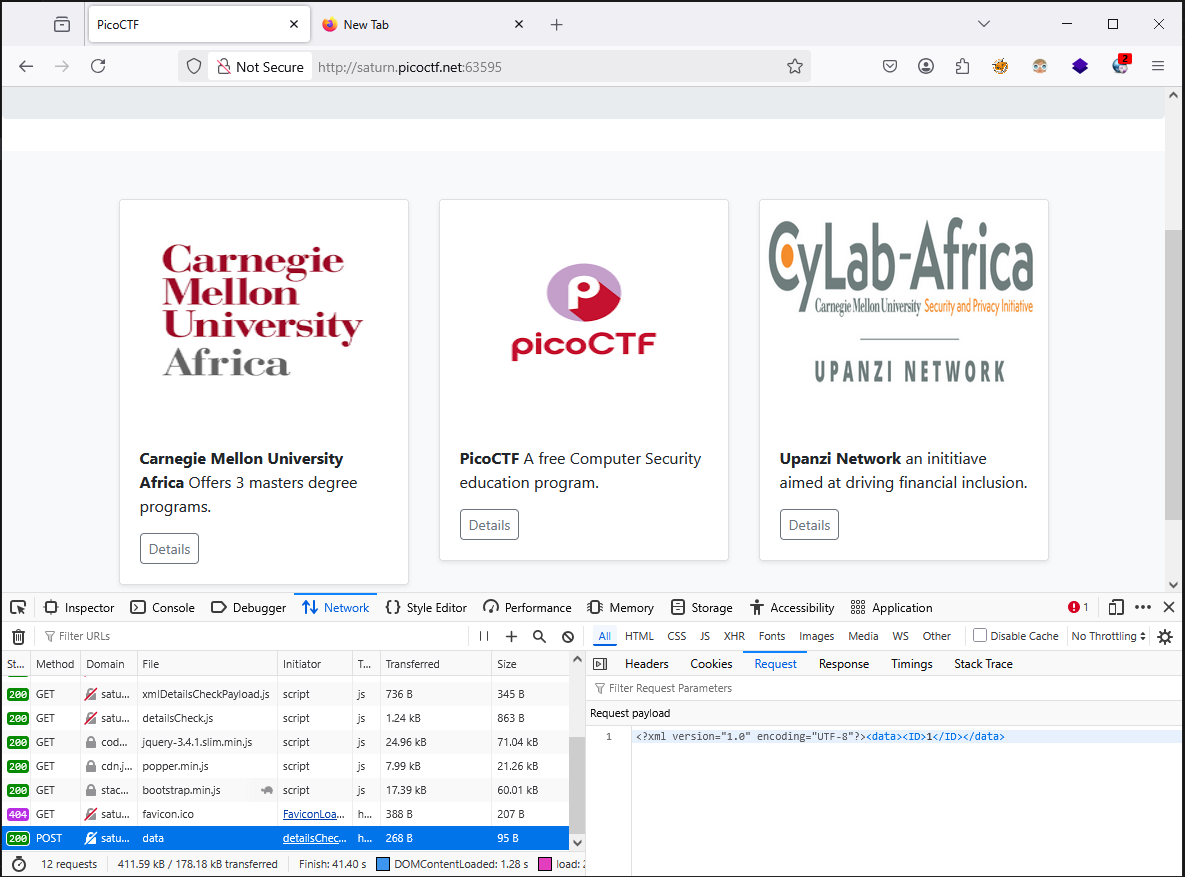 PicoCTF
New Tab
Not Secure
http://saturn.picoctf.net:63595
2
Carnegie
Mellon
University
Africa
Carnegie Mellon University
Africa Offers 3 masters degree
programs.
Details
picoCTF
PicoCTF A free Computer Security
education program.
Details
CyLab-Africa
Carnegie Mellon University Security and Privacy Initiative
UPANZI NETWORK
Upanzi Network an inititiave
aimed at driving financial inclusion.
Details
Inspector Console Debugger Network Style Editor Performance Memory Storage Accessibility Application 1
Filter URLs
All HTML CSS JS XHR Fonts Images Media WS Other Disable Cache No Throttling
St... Method Domain File Initiator T... Transferred Size
200 GET satu... xmlDetailsCheckPayload.js script js 736 B 345 B
200 GET satu... detailsCheck.js script js 1.24 kB 863 B
200 GET cod... jquery-3.4.1.slim.min.js script js 24.96 kB 71.04 kB
200 GET cdn.j... popper.min.js script js 7.99 kB 21.26 kB
200 GET stac... bootstrap.min.js script js 17.39 kB 60.01 kB
404 GET satu... favicon.ico FaviconLoa... h... 388 B 207 B
200 POST satu... data detailsChec... h... 268 B 95 B
12 requests 411.59 kB / 178.18 kB transferred Finish: 41.40 s DOMContentLoaded: 1.28 s load:
Headers Cookies Request Response Timings Stack Trace
Filter Request Parameters
Request payload
1 <?xml version="1.0" encoding="UTF-8"?><data><ID>1</ID></data>